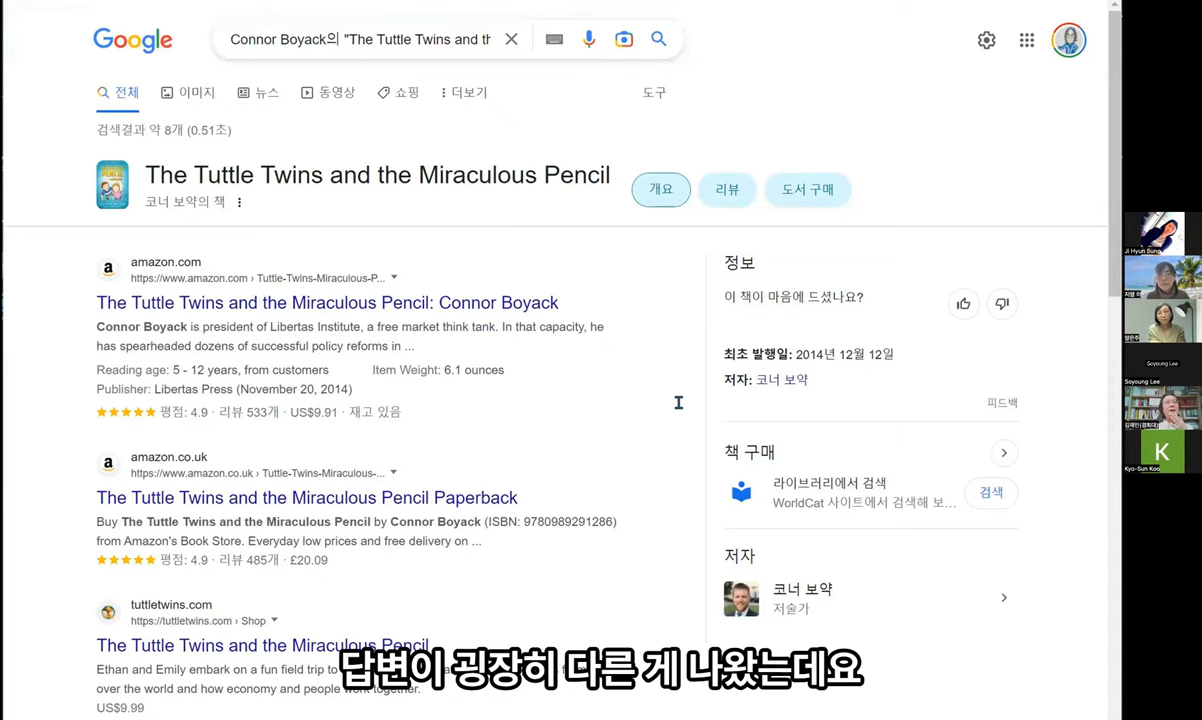 Google
Connor Boyack의 "The Tuttle Twins and th
전체
이미지
뉴스
동영상
쇼핑
더보기
도구
검색결과 약 8개 (0.51초)
The Tuttle Twins and the Miraculous Pencil
코너 보약의 책
개요
리뷰
도서 구매
amazon.com
https://www.amazon.com › Tuttle-Twins-Miraculous-P...
The Tuttle Twins and the Miraculous Pencil: Connor Boyack
Connor Boyack is president of Libertas Institute, a free market think tank. In that capacity, he
has spearheaded dozens of successful policy reforms in ...
Reading age: 5 - 12 years, from customers
Item Weight: 6.1 ounces
Publisher: Libertas Press (November 20, 2014)
평점: 4.9 · 리뷰 533개 · US$9.91 · 재고 있음
amazon.co.uk
https://www.amazon.co.uk › Tuttle-Twins-Miraculous-...
The Tuttle Twins and the Miraculous Pencil Paperback
Buy The Tuttle Twins and the Miraculous Pencil by Connor Boyack (ISBN: 9780989291286)
from Amazon's Book Store. Everyday low prices and free delivery on ...
평점: 4.9 · 리뷰 485개 · £20.09
tuttletwins.com
https://tuttletwins.com › Shop
The Tuttle Twins and the Miraculous Pencil
Ethan and Emily embark on a fun field trip to
over the world and how economy and people work together.
US$9.99
정보
이 책이 마음에 드셨나요?
최초 발행일: 2014년 12월 12일
저자: 코너 보약
피드백
책 구매
라이브러리에서 검색
WorldCat 사이트에서 검색해 보...
검색
저자
코너 보약
저술가
Ji Hyun Sung
Soyoung Lee
Soyoung Lee
김재인(경희대)
K
Kyo-Sun Koo
답변이 굉장히 다른 게 나왔는데요